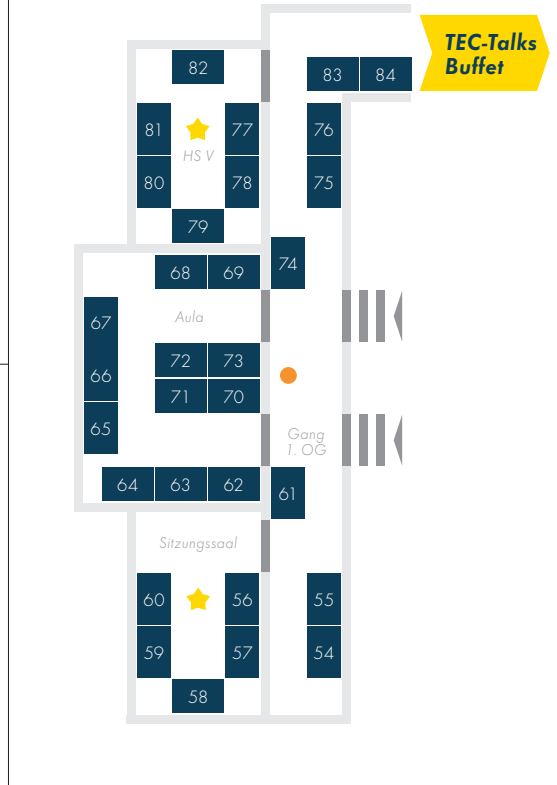 TEC-Talks
Buffet
82
83 84
81 77 76
HS V
80 78 75
79
74
68 69
67
Aula
72 73
66
71 70
65
Gang
1. OG
64 63 62
61
Sitzungssaal
60 56 55
59 57 54
58